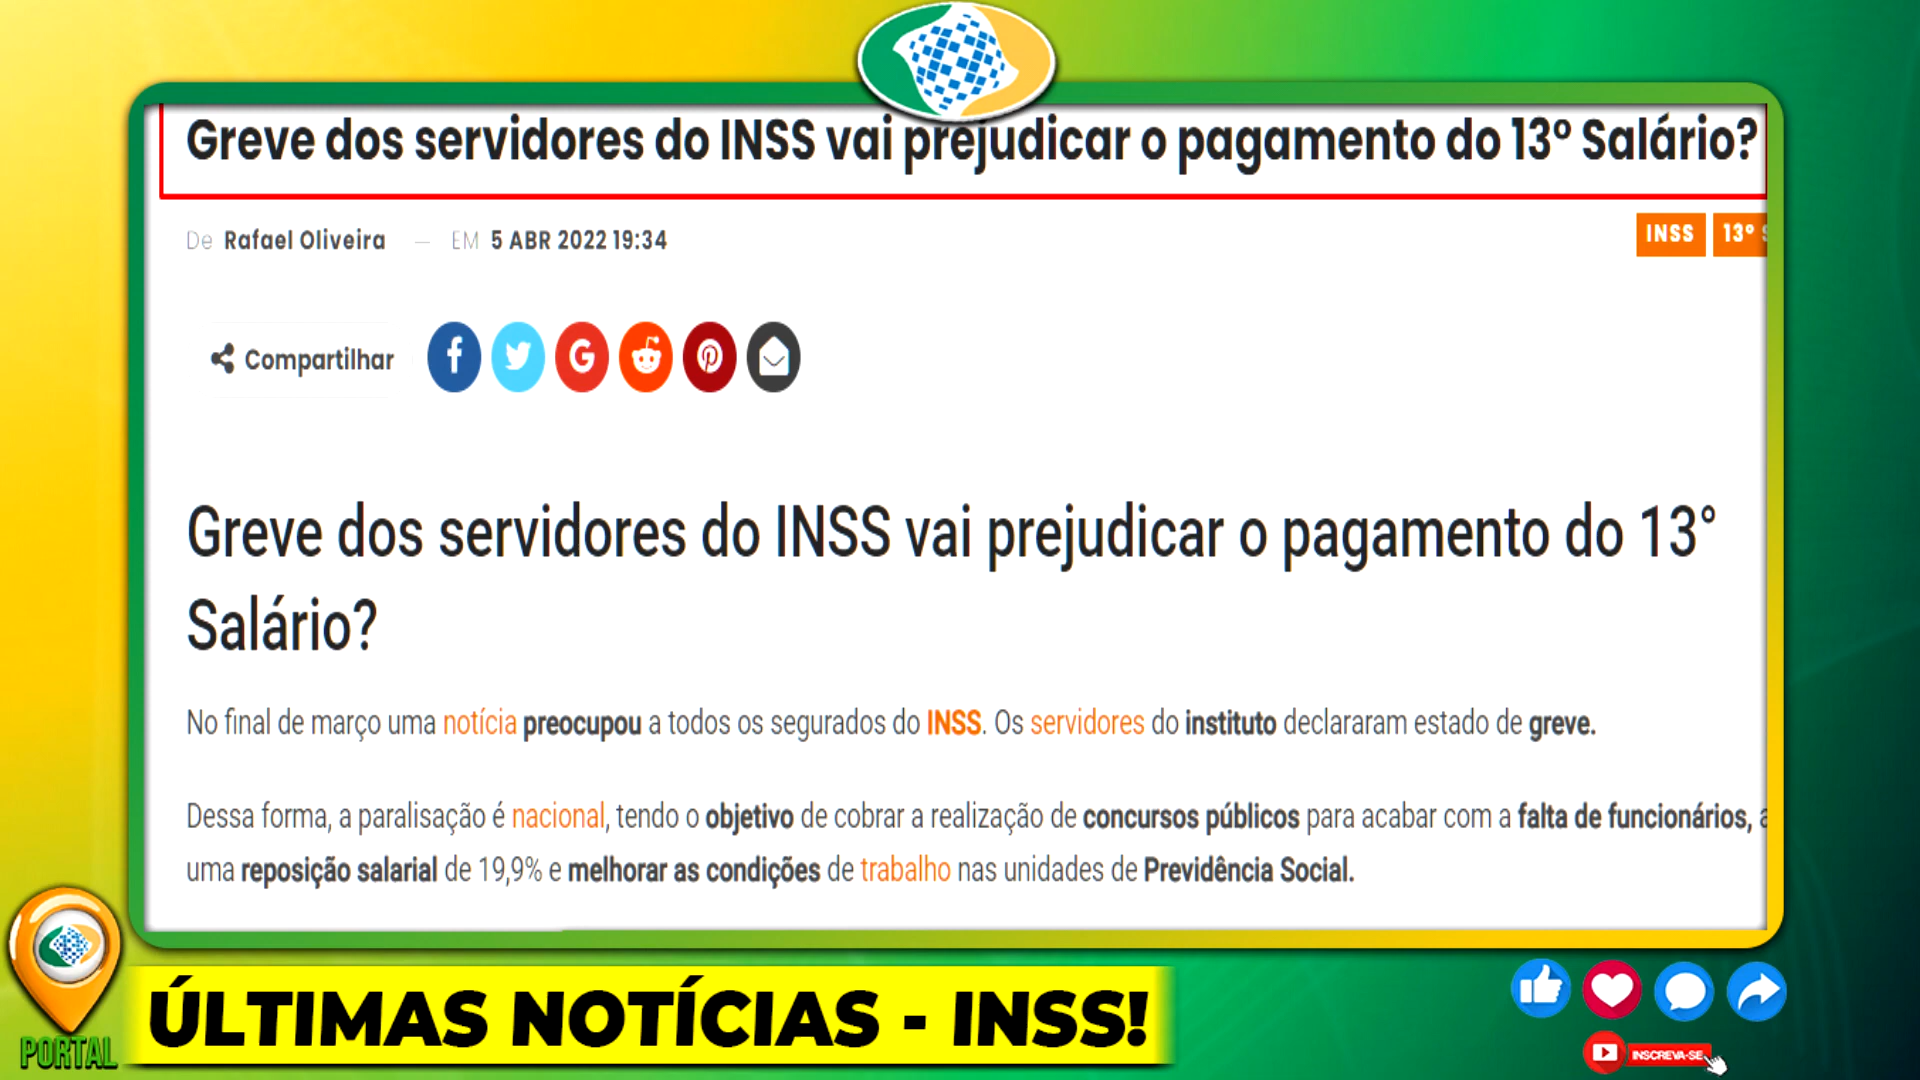 Greve dos servidores do INSS vai prejudicar o pagamento do 13º Salário?
De Rafael Oliveira — EM 5 ABR 2022 19:34
INSS 13º
Compartilhar
Greve dos servidores do INSS vai prejudicar o pagamento do 13°
Salário?
No final de março uma notícia preocupou a todos os segurados do INSS. Os servidores do instituto declararam estado de greve.
Dessa forma, a paralisação é nacional, tendo o objetivo de cobrar a realização de concursos públicos para acabar com a falta de funcionários,
uma reposição salarial de 19,9% e melhorar as condições de trabalho nas unidades de Previdência Social.
ÚLTIMAS NOTÍCIAS - INSS!
PORTAL
INSCREVA-SE